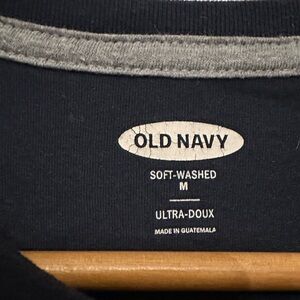 OLD NAVY
SOFT-WASHED
M
ULTRA-DOUX
MADE IN GUATEMALA